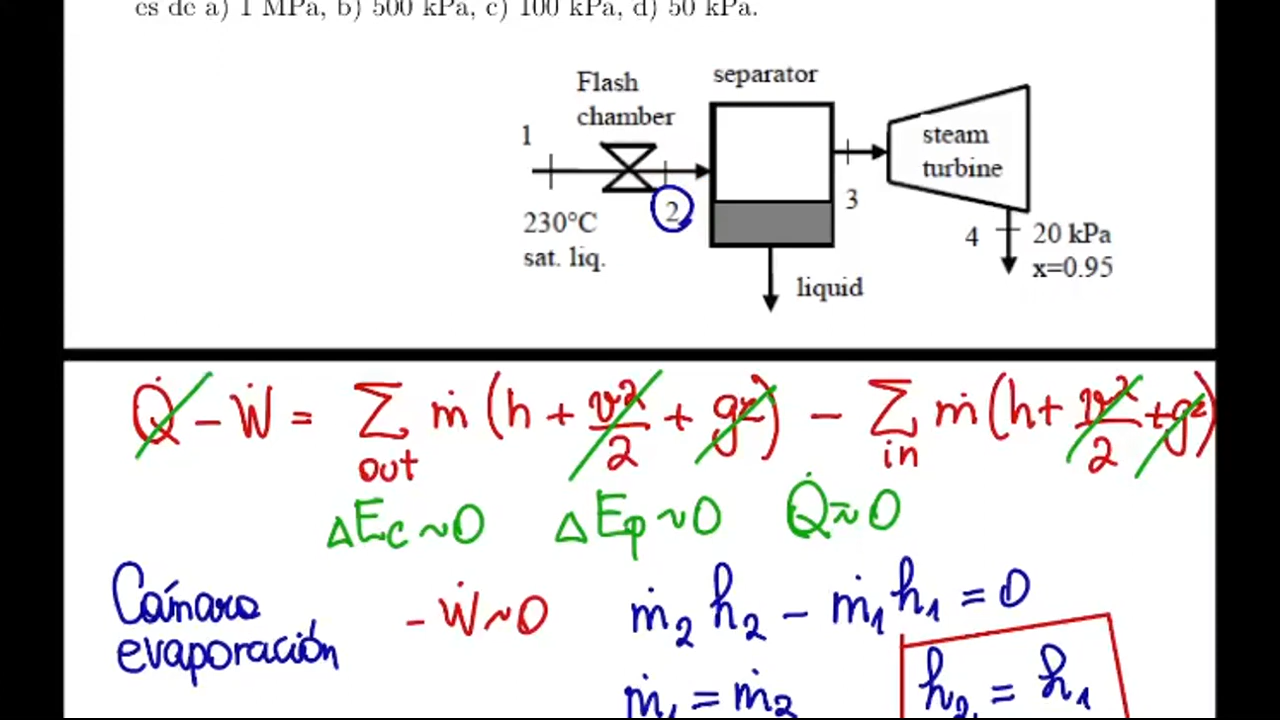 es de a) 1 MPa, b) 500 kPa, c) 100 kPa, d) 50 kPa.
Flash
chamber
separator
1
2
230°C
sat. liq.
liquid
3
steam
turbine
4
20 kPa
x=0.95
Q̇ - Ẇ = Σ out ṁ (h + v²/2 + gz) - Σ in ṁ (h + v²/2 + gz)
ΔEc ~ 0 ΔEp ~ 0 Q̇ ≈ 0
Cámara
evaporación
- Ẇ ~ 0
ṁ₂ h₂ - ṁ₁ h₁ = 0
ṁ₁ = ṁ₂
h₂ = h₁